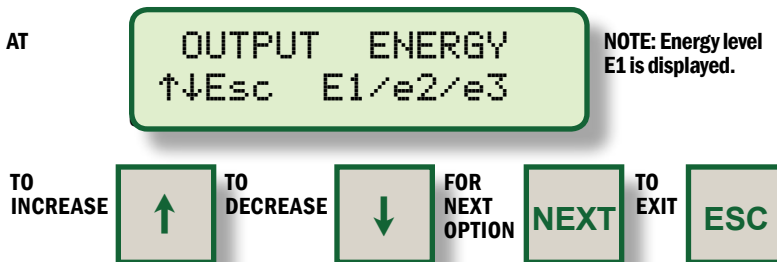 AT
OUTPUT ENERGY
↑↓Esc E1/e2/e3
NOTE: Energy level
E1 is displayed.
TO
INCREASE
↑
TO
DECREASE
↓
FOR
NEXT
OPTION
NEXT
TO
EXIT
ESC